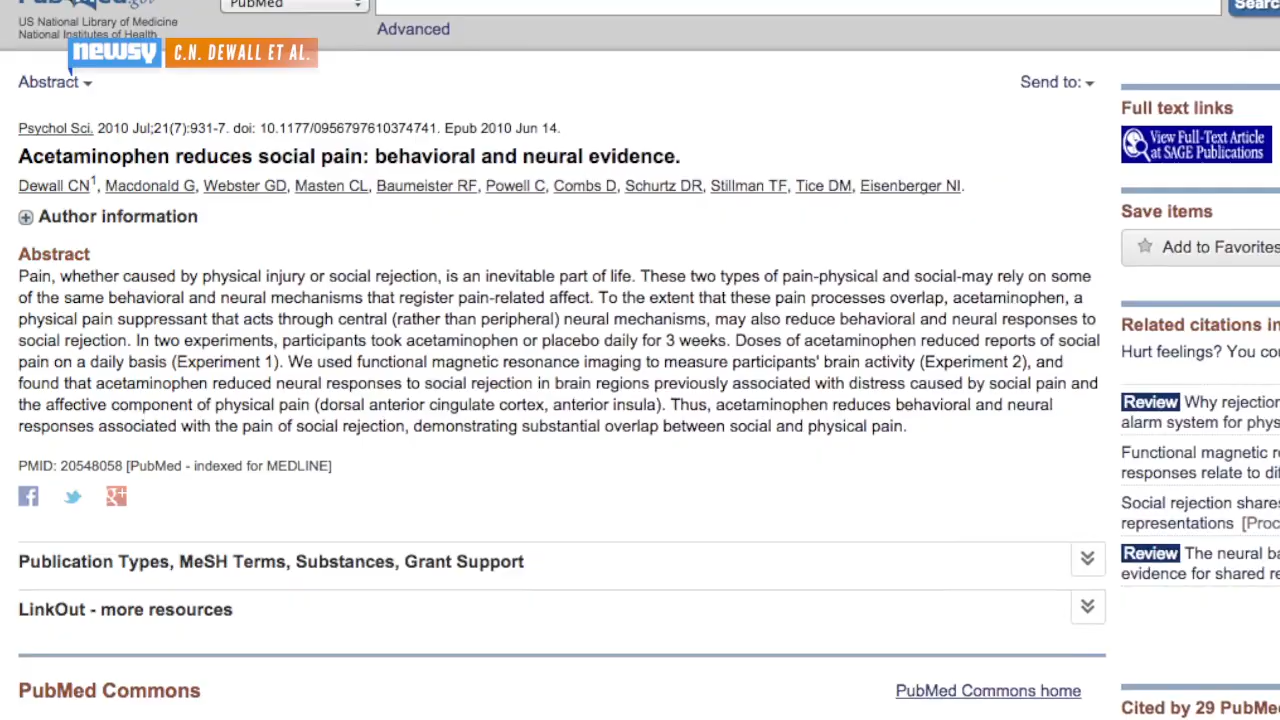 PubMed
Searc
US National Library of Medicine
National Institutes of Health
Advanced
newsy C.N. DEWALL ET AL.
Abstract
Send to:
Psychol Sci. 2010 Jul;21(7):931-7. doi: 10.1177/0956797610374741. Epub 2010 Jun 14.
Acetaminophen reduces social pain: behavioral and neural evidence.
Dewall CN1, Macdonald G, Webster GD, Masten CL, Baumeister RF, Powell C, Combs D, Schurtz DR, Stillman TF, Tice DM, Eisenberger NI.
Author information
Abstract
Pain, whether caused by physical injury or social rejection, is an inevitable part of life. These two types of pain-physical and social-may rely on some
of the same behavioral and neural mechanisms that register pain-related affect. To the extent that these pain processes overlap, acetaminophen, a
physical pain suppressant that acts through central (rather than peripheral) neural mechanisms, may also reduce behavioral and neural responses to
social rejection. In two experiments, participants took acetaminophen or placebo daily for 3 weeks. Doses of acetaminophen reduced reports of social
pain on a daily basis (Experiment 1). We used functional magnetic resonance imaging to measure participants' brain activity (Experiment 2), and
found that acetaminophen reduced neural responses to social rejection in brain regions previously associated with distress caused by social pain and
the affective component of physical pain (dorsal anterior cingulate cortex, anterior insula). Thus, acetaminophen reduces behavioral and neural
responses associated with the pain of social rejection, demonstrating substantial overlap between social and physical pain.
PMID: 20548058 [PubMed - indexed for MEDLINE]
Publication Types, MeSH Terms, Substances, Grant Support
LinkOut - more resources
PubMed Commons
PubMed Commons home
Full text links
View Full-Text Article
at SAGE Publications
Save items
Add to Favorites
Related citations in
Hurt feelings? You co
Review Why rejection
alarm system for phys
Functional magnetic re
responses relate to di
Social rejection shares
representations [Proc
Review The neural ba
evidence for shared re
Cited by 29 PubMe